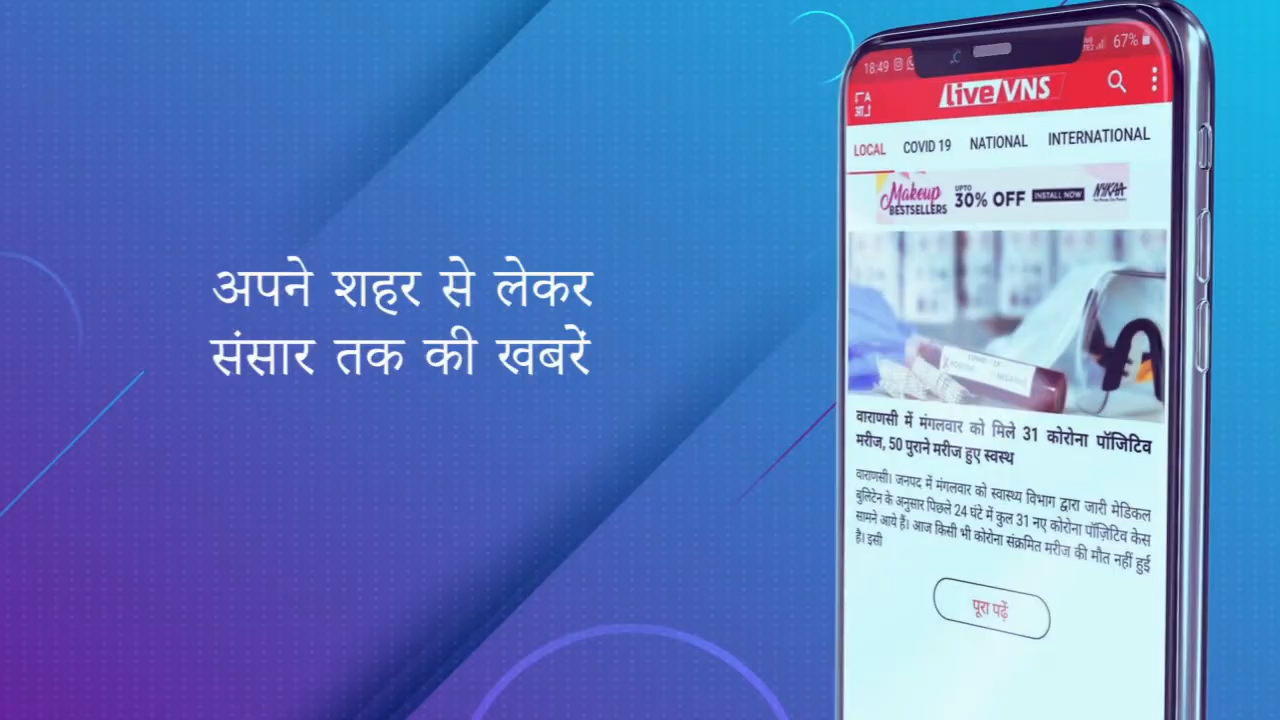 अपने शहर से लेकर
संसार तक की खबरें
18:49
67%
live VNS
LOCAL COVID 19 NATIONAL INTERNATIONAL
Makeup BESTSELLERS UPTO 30% OFF INSTALL NOW NYKAA
वाराणसी में मंगलवार को मिले 31 कोरोना पॉजिटिव
मरीज, 50 पुराने मरीज हुए स्वस्थ
वाराणसी। जनपद में मंगलवार को स्वास्थ्य विभाग द्वारा जारी मेडिकल
बुलिटेन के अनुसार पिछले 24 घंटे में कुल 31 नए कोरोना पॉज़िटिव केस
सामने आये हैं। आज किसी भी कोरोना संक्रमित मरीज की मौत नहीं हुई
है। इसी
पूरा पढ़ें